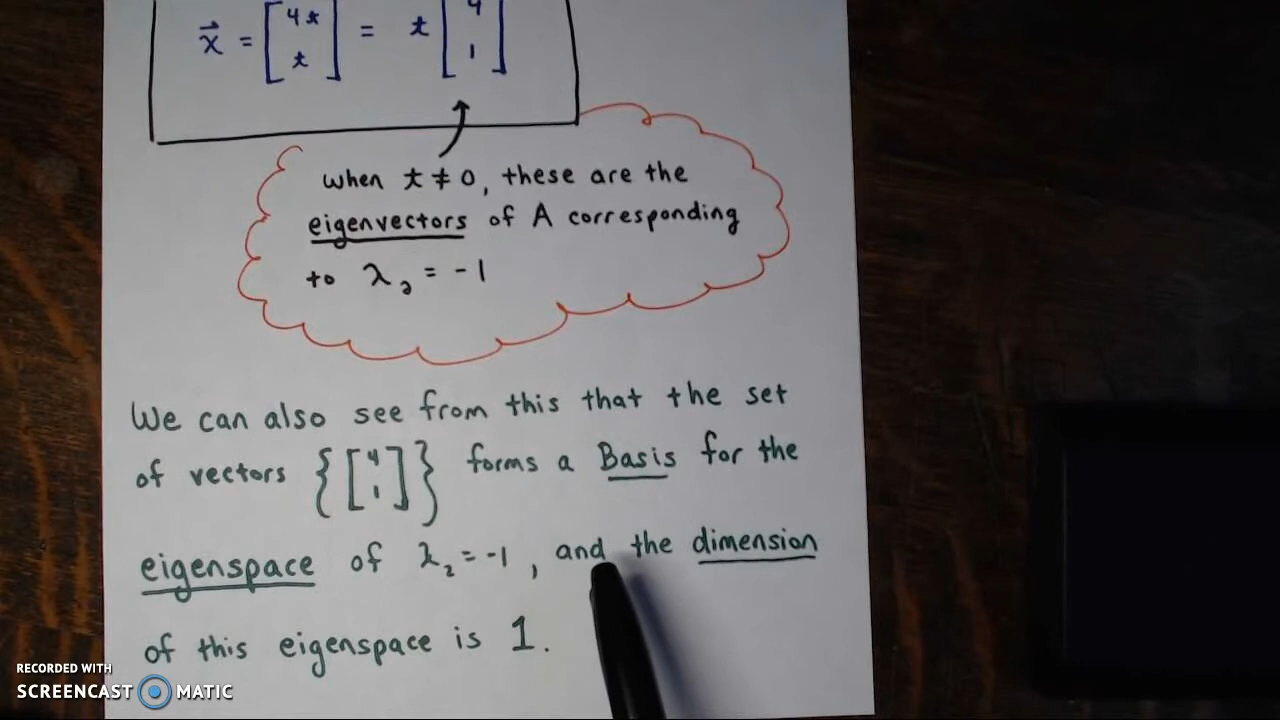 x⃗ = [4t t] = t [4 1]
when t ≠ 0, these are the
eigenvectors of A corresponding
to λ₂ = -1
We can also see from this that the set
of vectors {[4 1]} forms a Basis for the
eigenspace of λ₂ = -1, and the dimension
of this eigenspace is 1.
RECORDED WITH
SCREENCAST MATIC